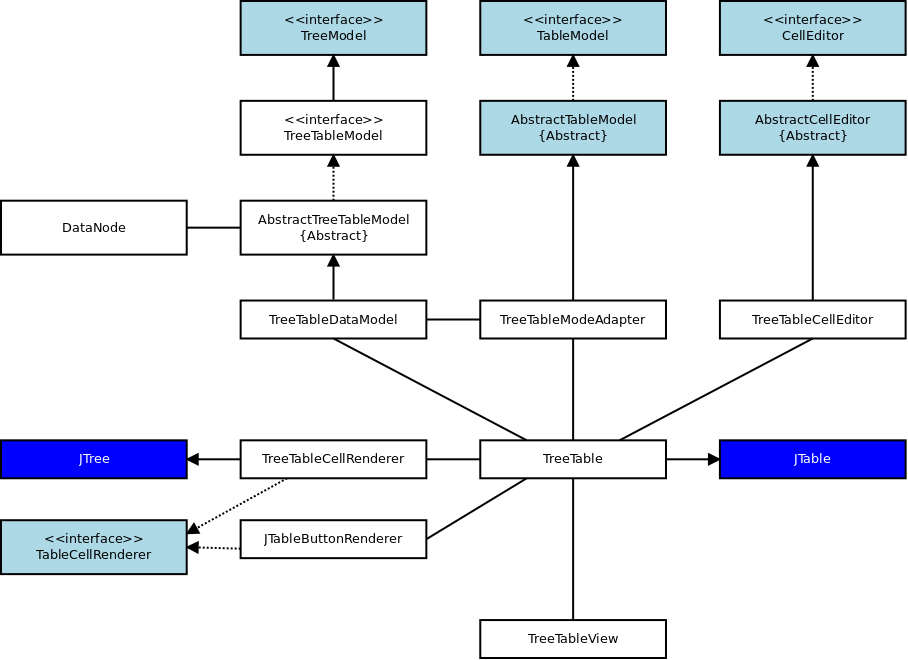 <<interface>>
TreeModel
<<interface>>
TableModel
<<interface>>
CellEditor
<<interface>>
TreeTableModel
AbstractTableModel
{Abstract}
AbstractCellEditor
{Abstract}
DataNode
AbstractTreeTableModel
{Abstract}
TreeTableDataModel
TreeTableModeAdapter
TreeTableCellEditor
JTree
TreeTableCellRenderer
TreeTable
JTable
<<interface>>
TableCellRenderer
JTableButtonRenderer
TreeTableView